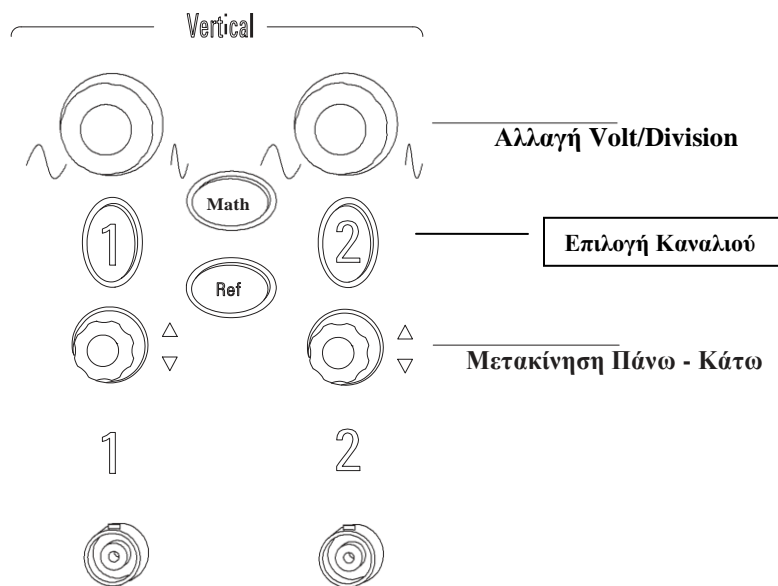 Vertical
Αλλαγή Volt/Division
Math
1
2
Επιλογή Καναλιού
Ref
Μετακίνηση Πάνω - Κάτω
1
2